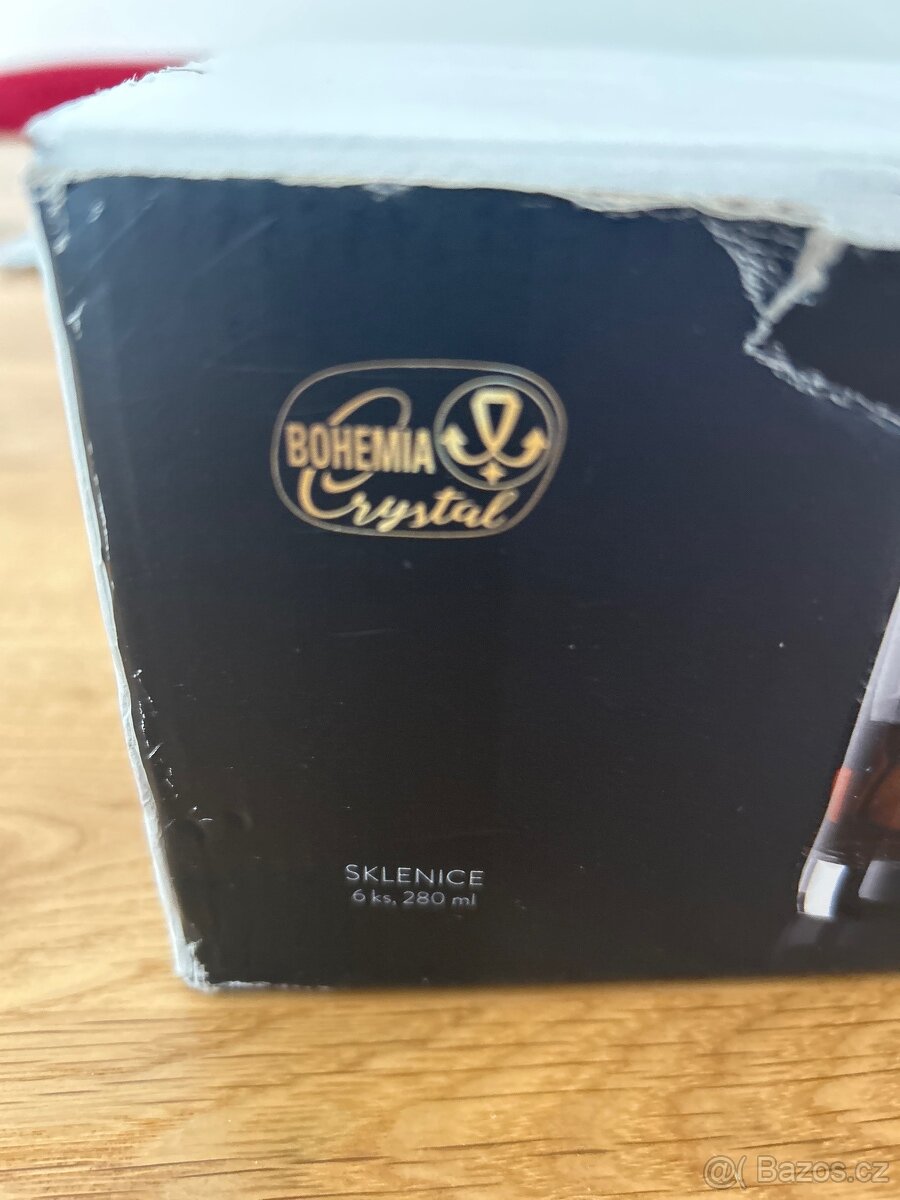 BOHEMIA
Crystal
SKLENICE
6 ks, 280 ml
@ Bazos.cz